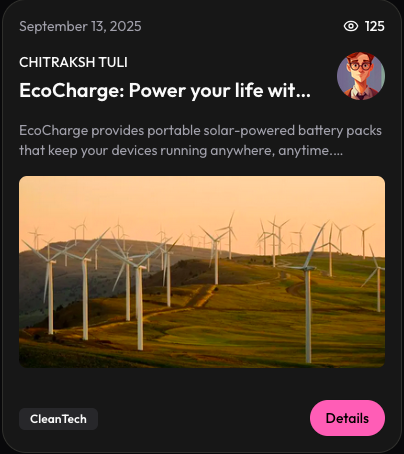 September 13, 2025
125
CHITRAKSH TULI
EcoCharge: Power your life wit...
EcoCharge provides portable solar-powered battery packs
that keep your devices running anywhere, anytime....
CleanTech
Details